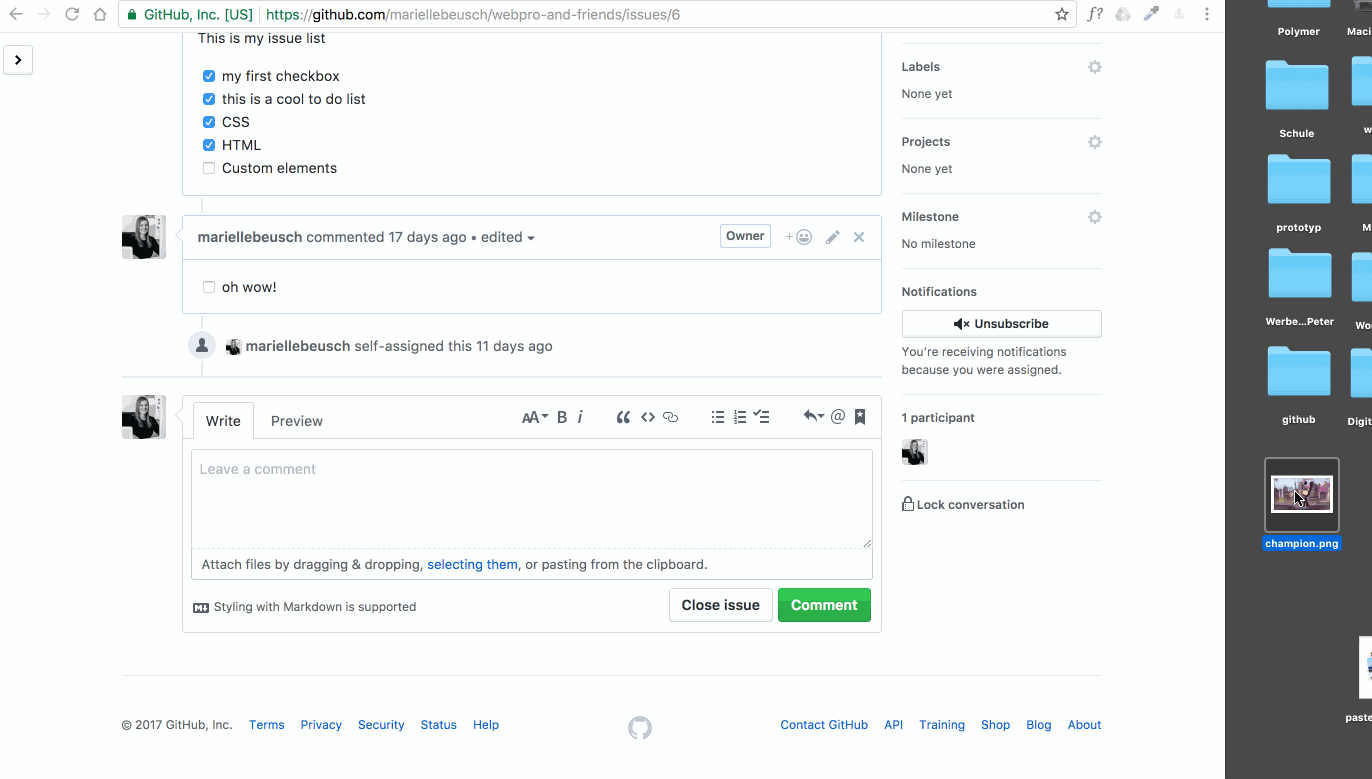 GitHub, Inc. [US] https://github.com/mariellebeusch/webpro-and-friends/issues/6
f?
This is my issue list
my first checkbox
this is a cool to do list
CSS
HTML
Custom elements
mariellebeusch commented 17 days ago • edited
Owner
oh wow!
mariellebeusch self-assigned this 11 days ago
Write
Preview
AA B i
Leave a comment
Attach files by dragging & dropping, selecting them, or pasting from the clipboard.
Styling with Markdown is supported
Close issue
Comment
Labels
None yet
Projects
None yet
Milestone
No milestone
Notifications
Unsubscribe
You're receiving notifications
because you were assigned.
1 participant
Lock conversation
© 2017 GitHub, Inc. Terms Privacy Security Status Help
Contact GitHub API Training Shop Blog About
Polymer
Maci
Schule
w
prototyp
M
Werbe...Peter
Wo
github
Digit
champion.png
paste